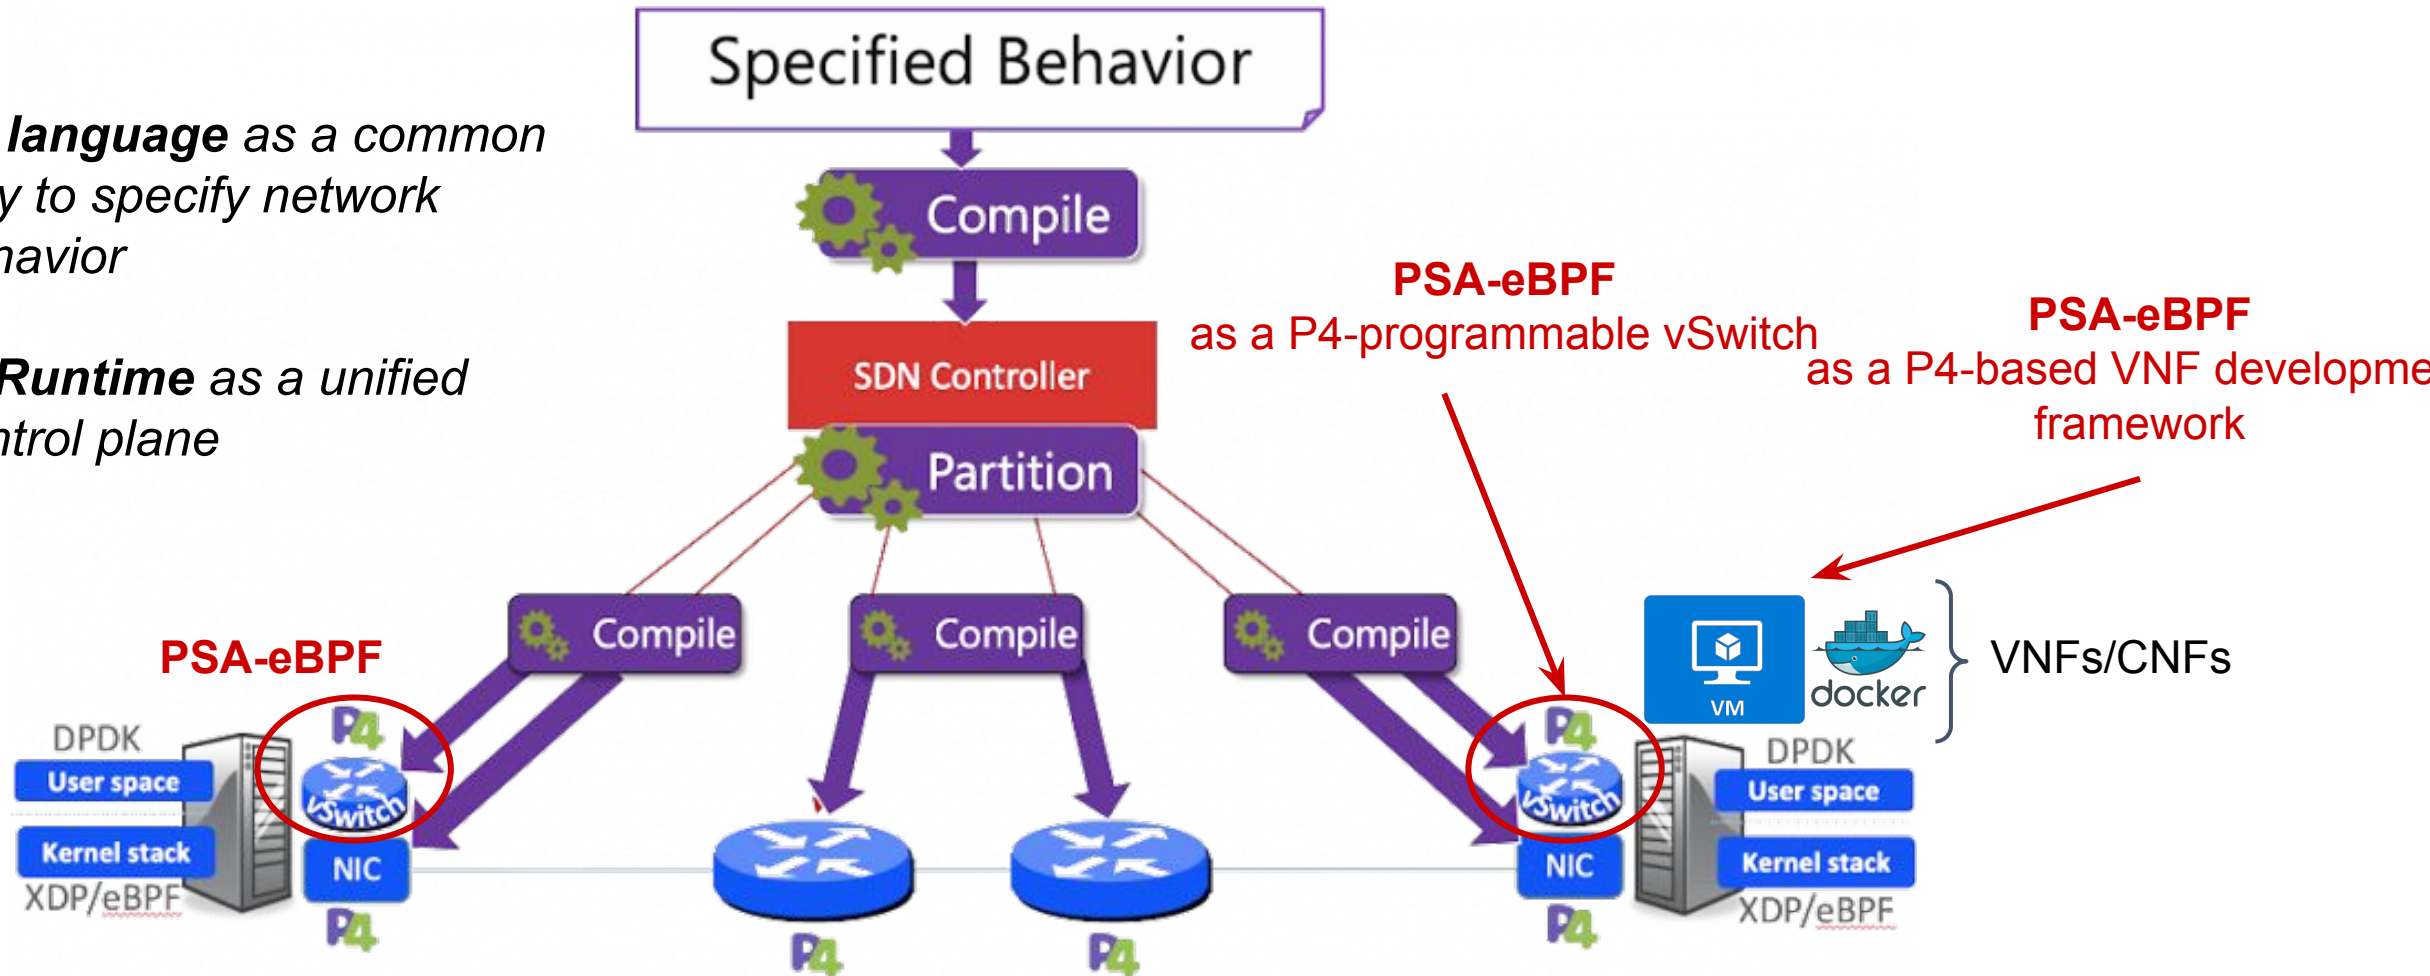 Specified Behavior
language as a common
y to specify network
navior
Runtime as a unified
ntrol plane
Compile
SDN Controller
Partition
PSA-eBPF
as a P4-programmable vSwitch
PSA-eBPF
as a P4-based VNF developme
framework
Compile
Compile
Compile
PSA-eBPF
VM
docker
VNFs/CNFs
P4
P4
DPDK
User space
Kernel stack
XDP/eBPF
vSwitch
NIC
P4
P4
P4
vSwitch
NIC
P4
DPDK
User space
Kernel stack
XDP/eBPF